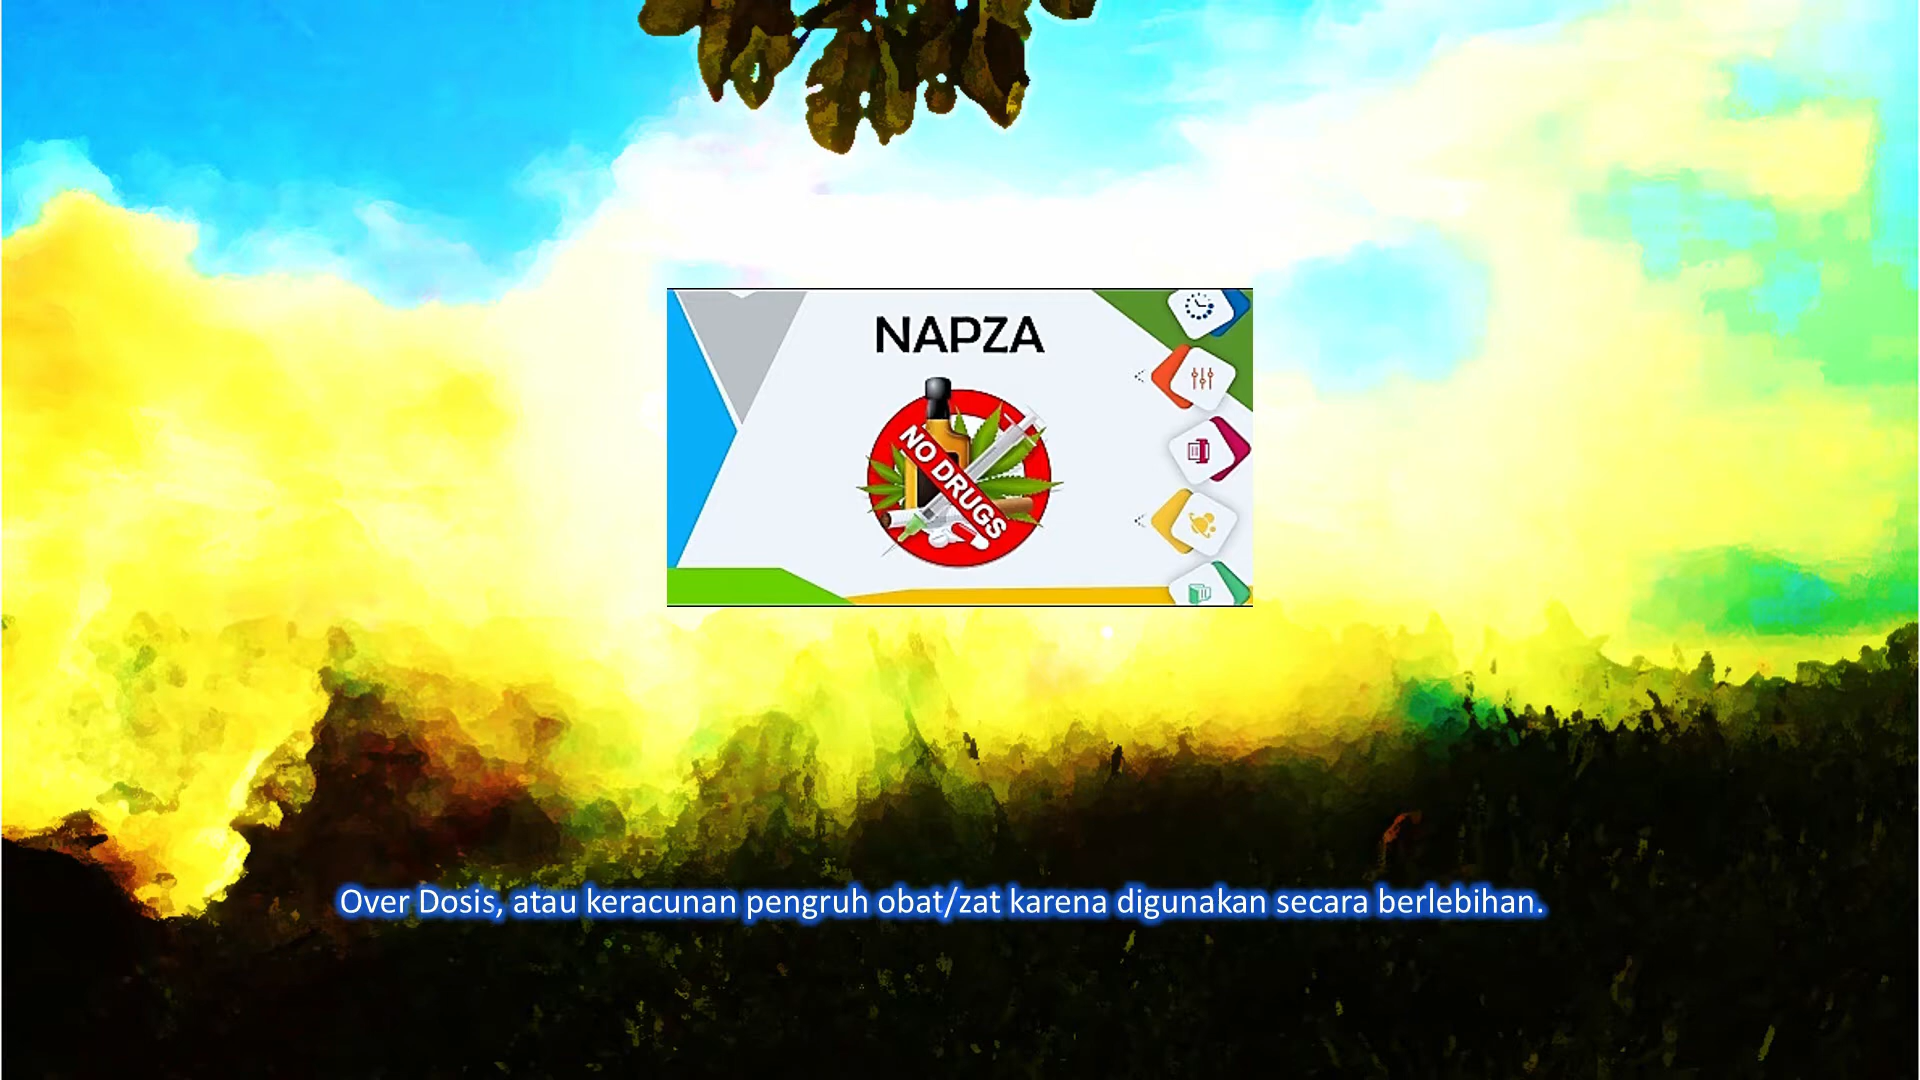 NAPZA
NO DRUGS
Over Dosis, atau keracunan pengruh obat/zat karena digunakan secara berlebihan.